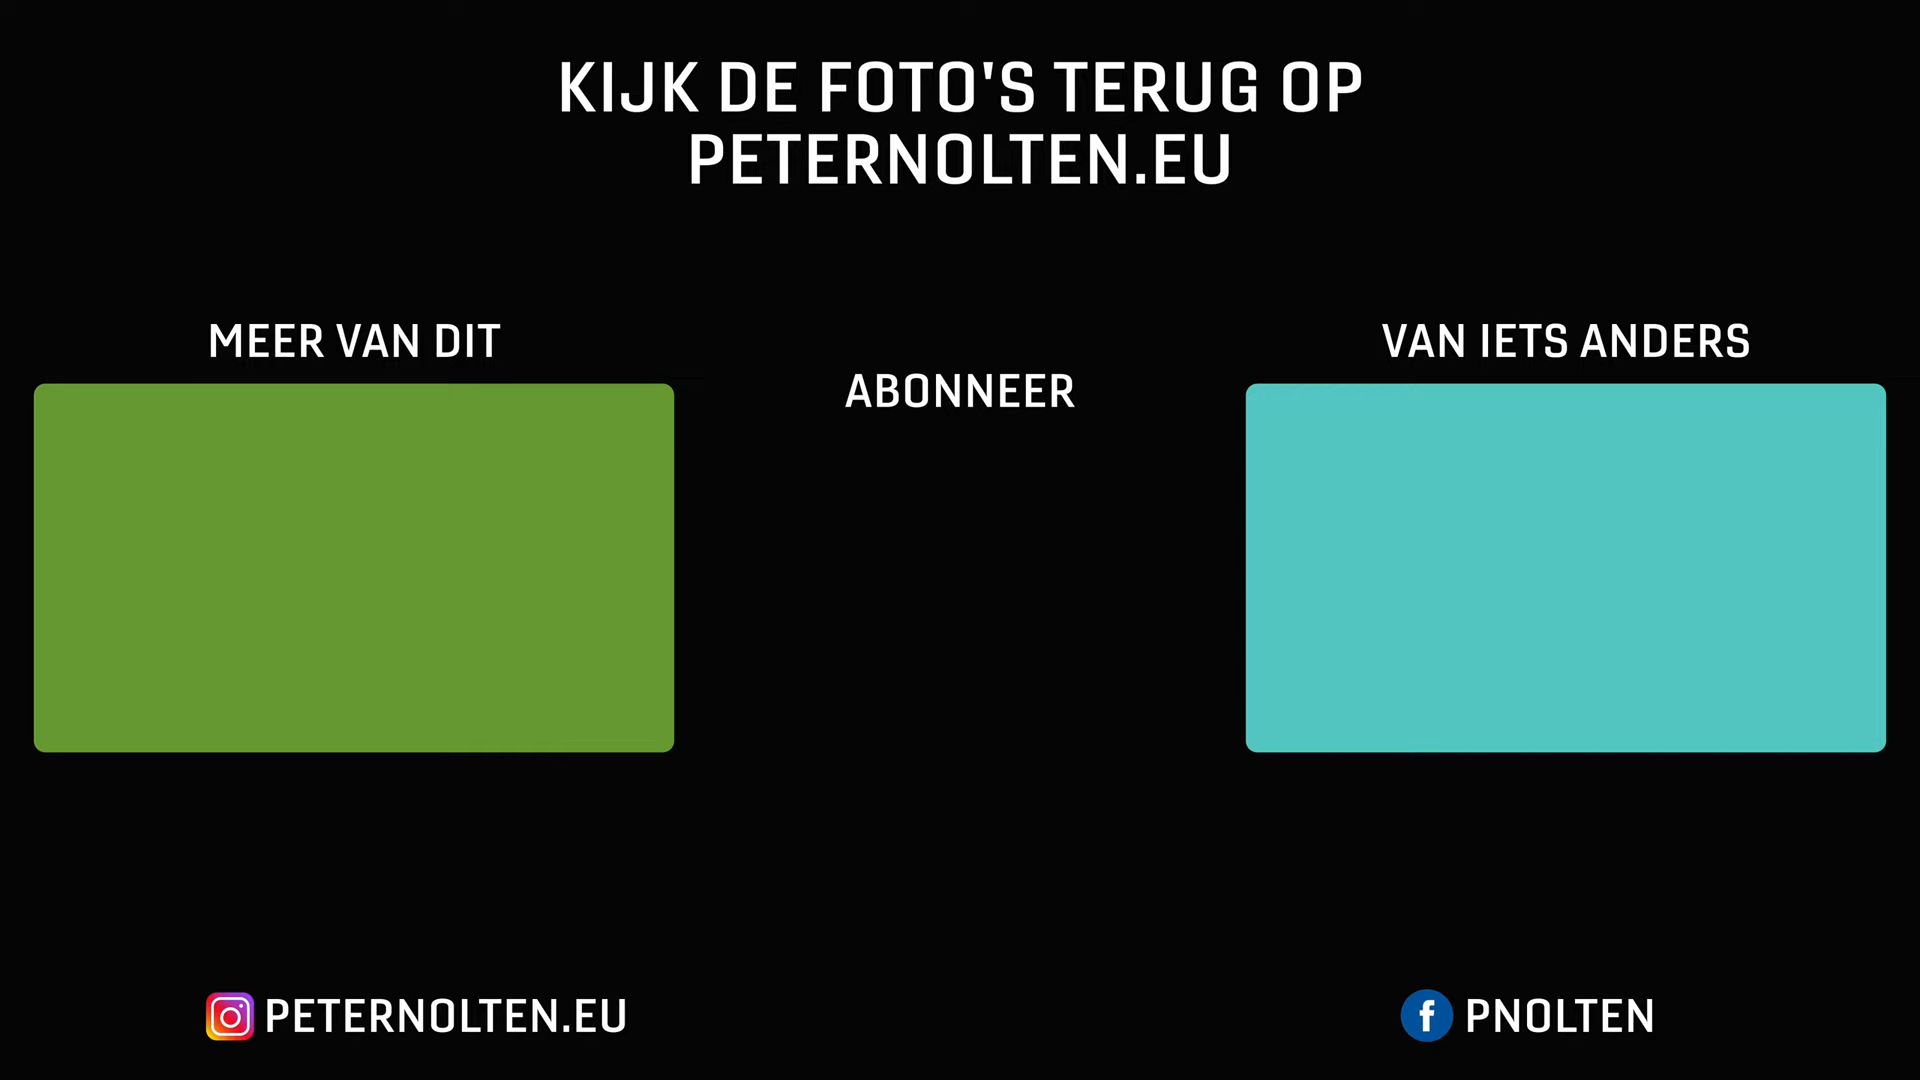 KIJK DE FOTO'S TERUG OP
PETERNOLTEN.EU
MEER VAN DIT
ABONNEER
VAN IETS ANDERS
PETERNOLTEN.EU
PNOLTEN